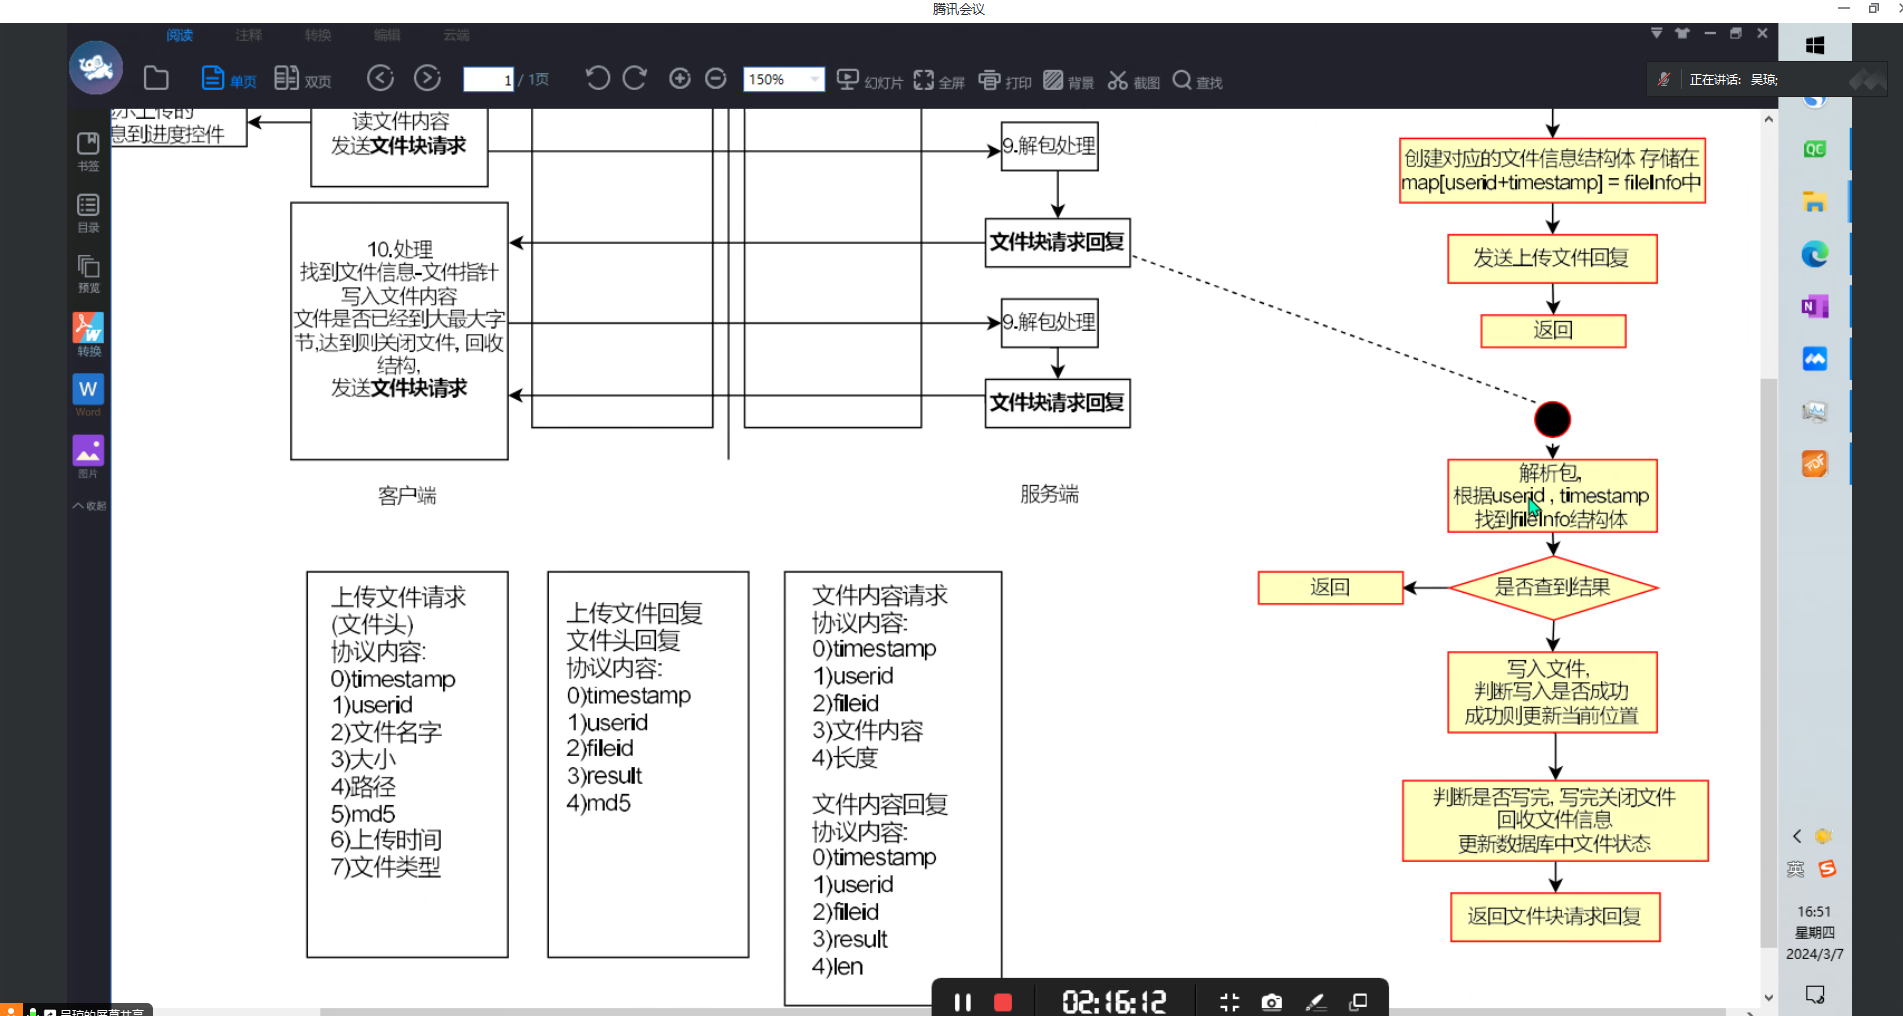 腾讯会议
阅读 注释 转换 编辑 云端
单页 双页 1 / 1页 150% 幻灯片 全屏 打印 背景 截图 查找
正在讲话: 吴琼;
书签
目录
预览
转换
Word
图片
收起
示上传的
息到进度控件
读文件内容
发送文件块请求
9.解包处理
文件块请求回复
10.处理
找到文件信息-文件指针
写入文件内容
文件是否已经到大最大字
节,达到则关闭文件, 回收
结构,
发送文件块请求
9.解包处理
文件块请求回复
客户端
服务端
创建对应的文件信息结构体 存储在
map[userid+timestamp] = fileInfo中
发送上传文件回复
返回
解析包,
根据userid , timestamp
找到fileInfo结构体
是否查到结果
返回
写入文件,
判断写入是否成功
成功则更新当前位置
判断是否写完, 写完关闭文件
回收文件信息
更新数据库中文件状态
返回文件块请求回复
上传文件请求
(文件头)
协议内容:
0)timestamp
1)userid
2)文件名字
3)大小
4)路径
5)md5
6)上传时间
7)文件类型
上传文件回复
文件头回复
协议内容:
0)timestamp
1)userid
2)fileid
3)result
4)md5
文件内容请求
协议内容:
0)timestamp
1)userid
2)fileid
3)文件内容
4)长度
文件内容回复
协议内容:
0)timestamp
1)userid
2)fileid
3)result
4)len
QC
N
PDF
英
16:51
星期四
2024/3/7
02:16:12
吴琼的屏幕共享